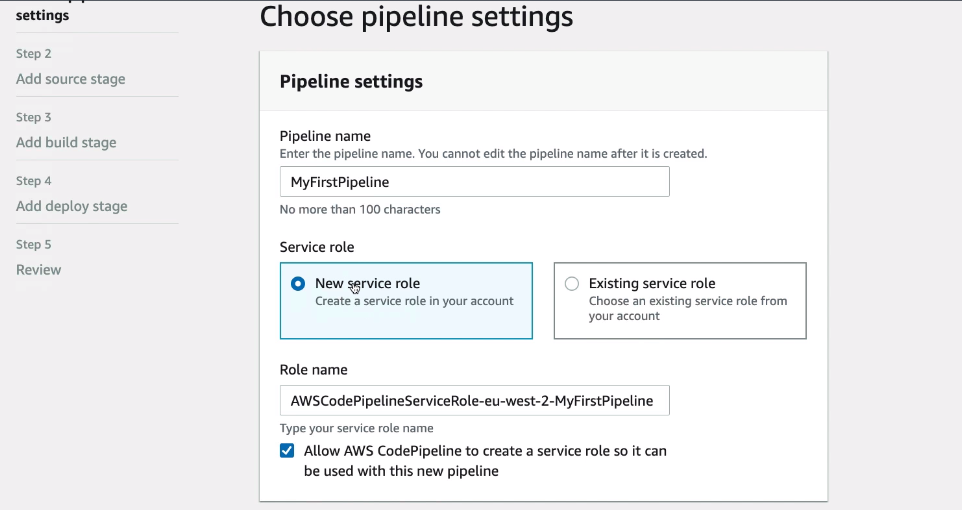 Choose pipeline settings
settings
Step 2
Add source stage
Step 3
Add build stage
Step 4
Add deploy stage
Step 5
Review
Pipeline settings
Pipeline name
Enter the pipeline name. You cannot edit the pipeline name after it is created.
MyFirstPipeline
No more than 100 characters
Service role
New service role
Create a service role in your account
Existing service role
Choose an existing service role from
your account
Role name
AWSCodePipelineServiceRole-eu-west-2-MyFirstPipeline
Type your service role name
Allow AWS CodePipeline to create a service role so it can
be used with this new pipeline